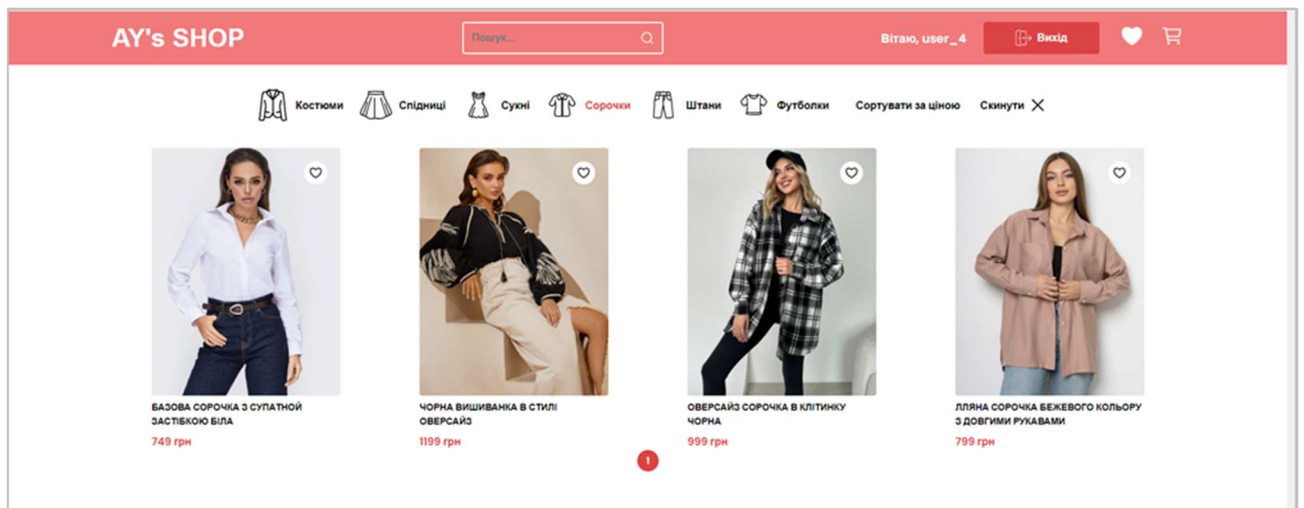 AY's SHOP
Пошук...
Вітаю, user_4
Вихід
Костюми
Спідниці
Сукні
Сорочки
Штани
Футболки
Сортувати за ціною
Скинути
БАЗОВА СОРОЧКА З СУПАТНОЙ
ЗАСТІБКОЮ БІЛА
749 грн
ЧОРНА ВИШИВАНКА В СТИЛІ
ОВЕРСАЙЗ
1199 грн
ОВЕРСАЙЗ СОРОЧКА В КЛІТИНКУ
ЧОРНА
999 грн
ЛЛЯНА СОРОЧКА БЕЖЕВОГО КОЛЬОРУ
З ДОВГИМИ РУКАВАМИ
799 грн
1